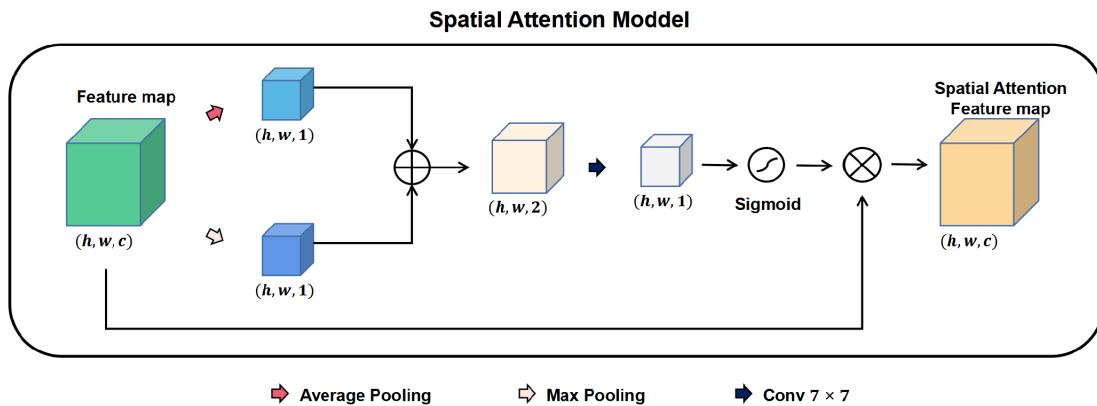 Spatial Attention Moddel
Feature map
(h, w, c)
(h, w, 1)
(h, w, 1)
(h, w, 2)
(h, w, 1)
Sigmoid
Spatial Attention
Feature map
(h, w, c)
Average Pooling
Max Pooling
Conv 7 × 7